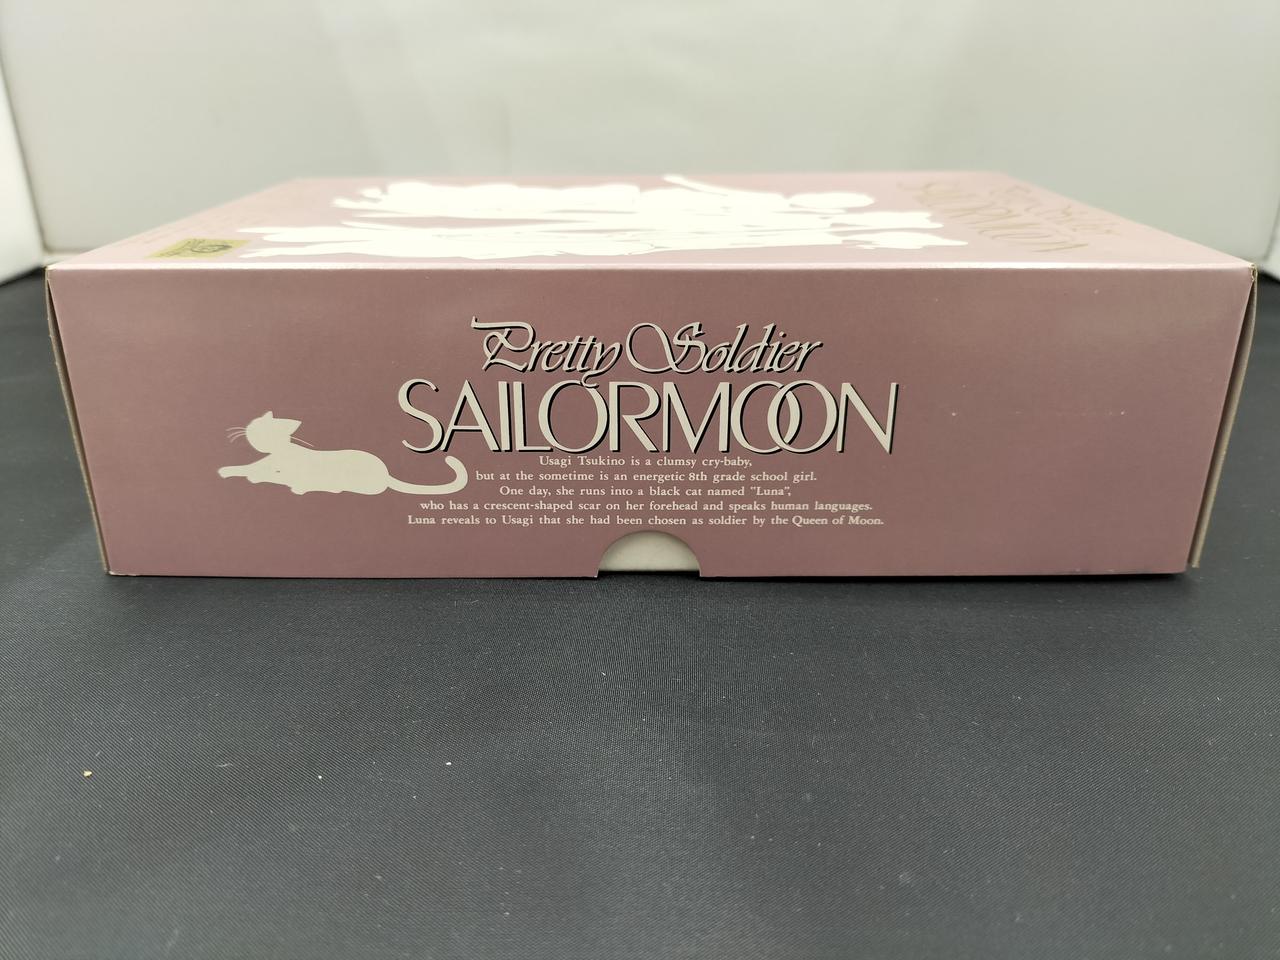 Pretty Soldier
SAILORMOON
Pretty Soldier
SAILORMOON
Usagi Tsukino is a clumsy cry-baby,
but at the sometime is an energetic 8th grade school girl.
One day, she runs into a black cat named "Luna",
who has a crescent-shaped scar on her forehead and speaks human languages.
Luna reveals to Usagi that she had been chosen as soldier by the Queen of Moon.